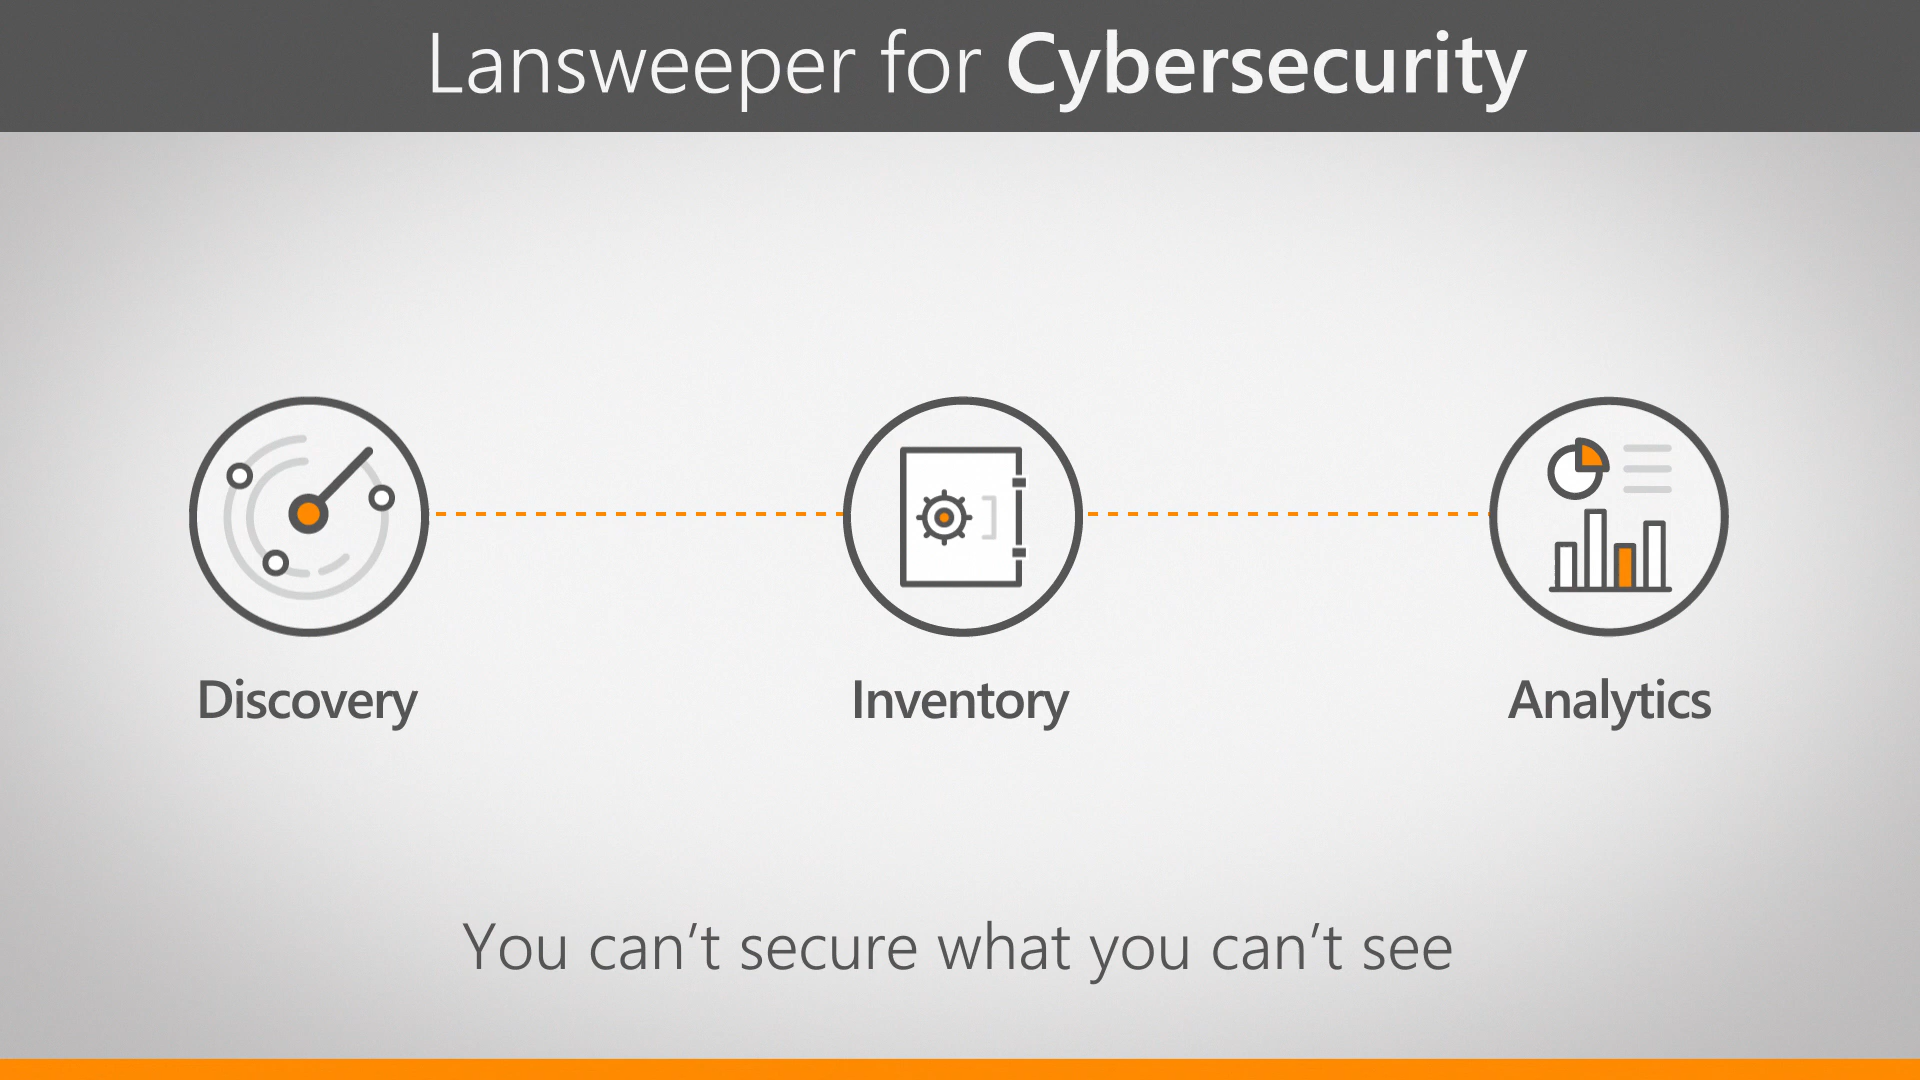 Lansweeper for Cybersecurity
Discovery
Inventory
Analytics
You can’t secure what you can’t see